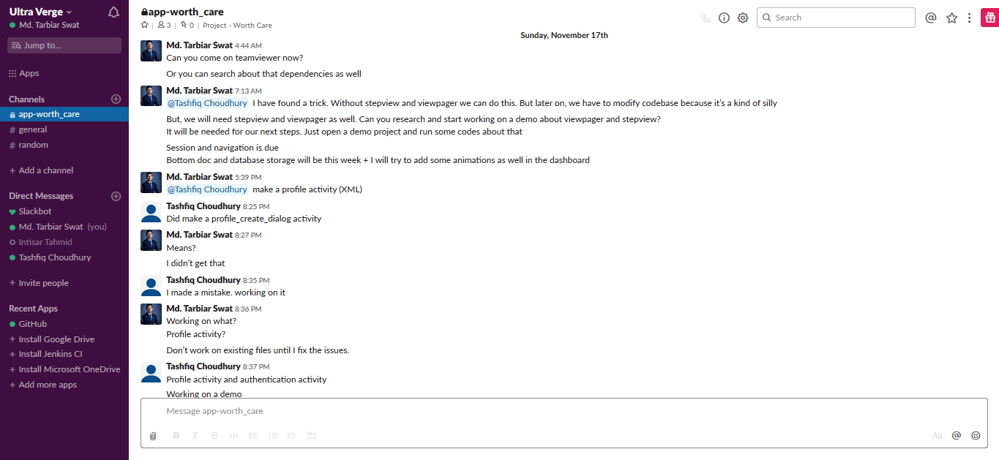 Ultra Verge
Md. Tarbiar Swat
Jump to...
Apps
Channels
app-worth_care
# general
# random
+ Add a channel
Direct Messages
Slackbot
Md. Tarbiar Swat (you)
Intisar Tahmid
Tashfiq Choudhury
+ Invite people
Recent Apps
GitHub
+ Install Google Drive
+ Install Jenkins CI
+ Install Microsoft OneDrive
+ Add more apps
app-worth_care
| 3 | 0 | Project - Worth Care
Search
@
Sunday, November 17th
Md. Tarbiar Swat 4:44 AM
Can you come on teamviewer now?
Or you can search about that dependencies as well
Md. Tarbiar Swat 7:13 AM
@Tashfiq Choudhury I have found a trick. Without stepview and viewpager we can do this. But later on, we have to modify codebase because it's a kind of silly
But, we will need stepview and viewpager as well. Can you research and start working on a demo about viewpager and stepview?
It will be needed for our next steps. Just open a demo project and run some codes about that
Session and navigation is due
Bottom doc and database storage will be this week + I will try to add some animations as well in the dashboard
Md. Tarbiar Swat 5:39 PM
@Tashfiq Choudhury make a profile activity (XML)
Tashfiq Choudhury 8:25 PM
Did make a profile_create_dialog activity
Md. Tarbiar Swat 8:27 PM
Means?
I didn't get that
Tashfiq Choudhury 8:35 PM
I made a mistake. working on it
Md. Tarbiar Swat 8:36 PM
Working on what?
Profile activity?
Don't work on existing files until I fix the issues.
Tashfiq Choudhury 8:37 PM
Profile activity and authentication activity
Working on a demo
Message app-worth_care
B I S </> Aa @